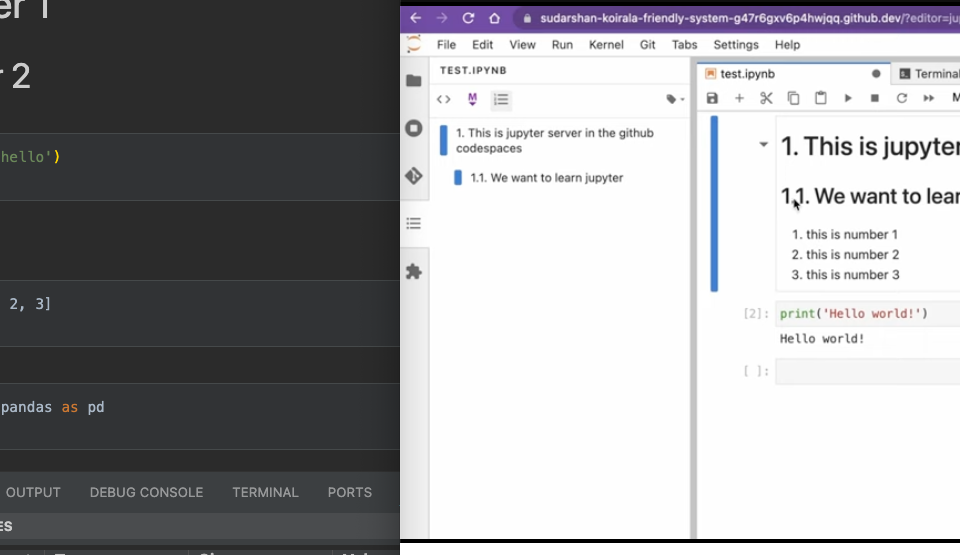 er 1
r 2
hello')
2, 3]
pandas as pd
OUTPUT DEBUG CONSOLE TERMINAL PORTS
ES
sudarshan-koirala-friendly-system-g47r6gxv6p4hwjqq.github.dev/?editor=ju
File Edit View Run Kernel Git Tabs Settings Help
TEST.IPYNB
1. This is jupyter server in the github
codespaces
1.1. We want to learn jupyter
test.ipynb
Terminal
M
1. This is jupyter
1.1. We want to lear
1. this is number 1
2. this is number 2
3. this is number 3
[2]: print('Hello world!')
Hello world!
[ ]: